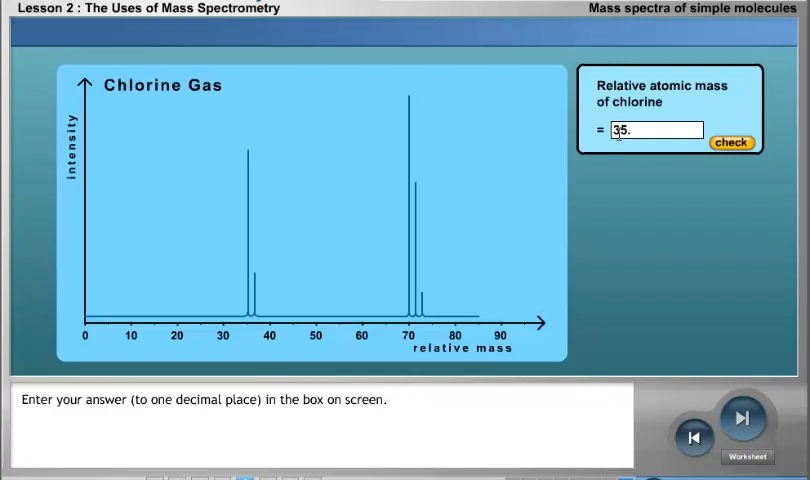 Lesson 2 : The Uses of Mass Spectrometry
Mass spectra of simple molecules
Chlorine Gas
intensity
0 10 20 30 40 50 60 70 80 90
relative mass
Relative atomic mass
of chlorine
= 35.
check
Enter your answer (to one decimal place) in the box on screen.
Worksheet